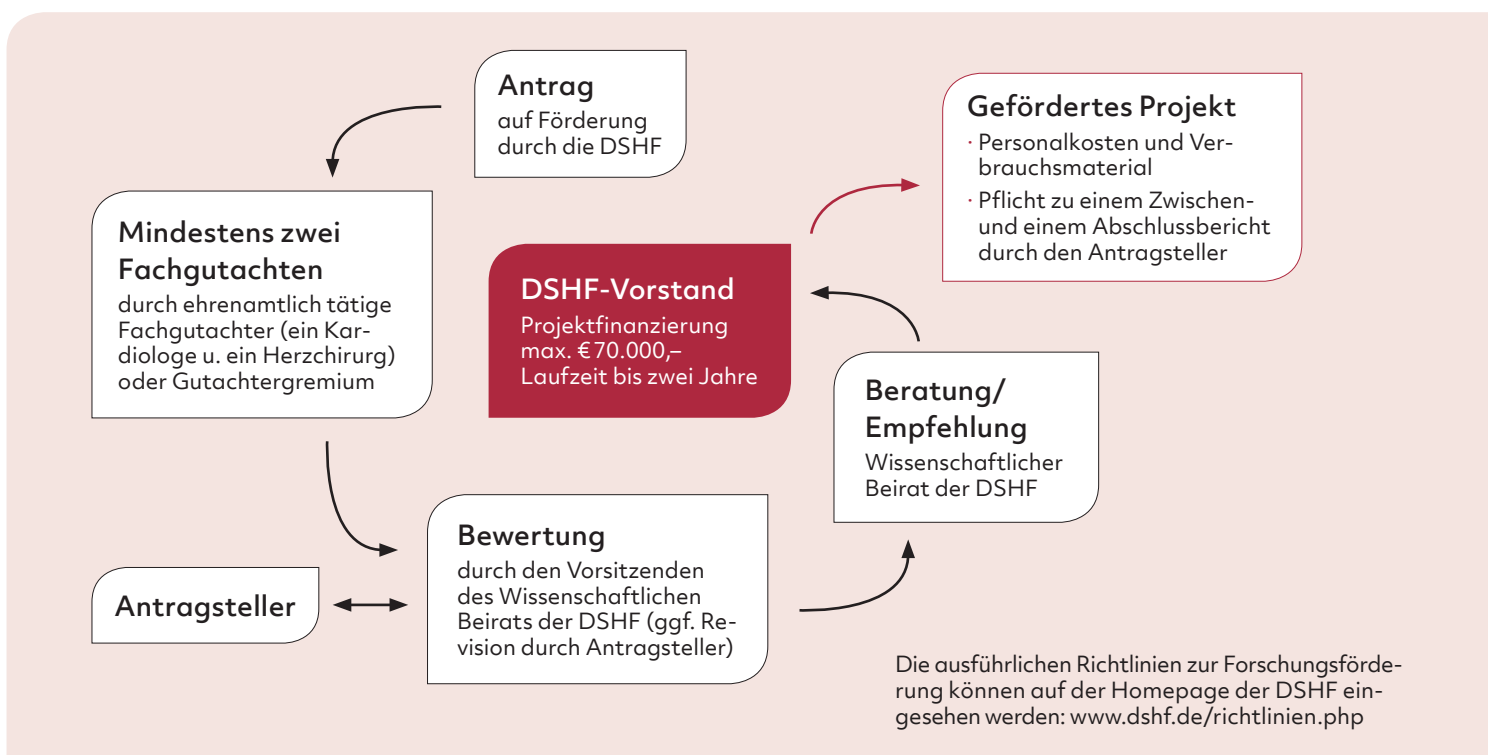 Antrag
auf Förderung
durch die DSHF
Mindestens zwei
Fachgutachten
durch ehrenamtlich tätige
Fachgutachter (ein Kar-
diologe u. ein Herzchirurg)
oder Gutachtergremium
Antragsteller
Bewertung
durch den Vorsitzenden
des Wissenschaftlichen
Beirats der DSHF (ggf. Re-
vision durch Antragsteller)
Beratung/
Empfehlung
Wissenschaftlicher
Beirat der DSHF
DSHF-Vorstand
Projektfinanzierung
max. €70.000,–
Laufzeit bis zwei Jahre
Gefördertes Projekt
· Personalkosten und Ver-
brauchsmaterial
· Pflicht zu einem Zwischen-
und einem Abschlussbericht
durch den Antragsteller
Die ausführlichen Richtlinien zur Forschungsförde-
rung können auf der Homepage der DSHF ein-
gesehen werden: www.dshf.de/richtlinien.php